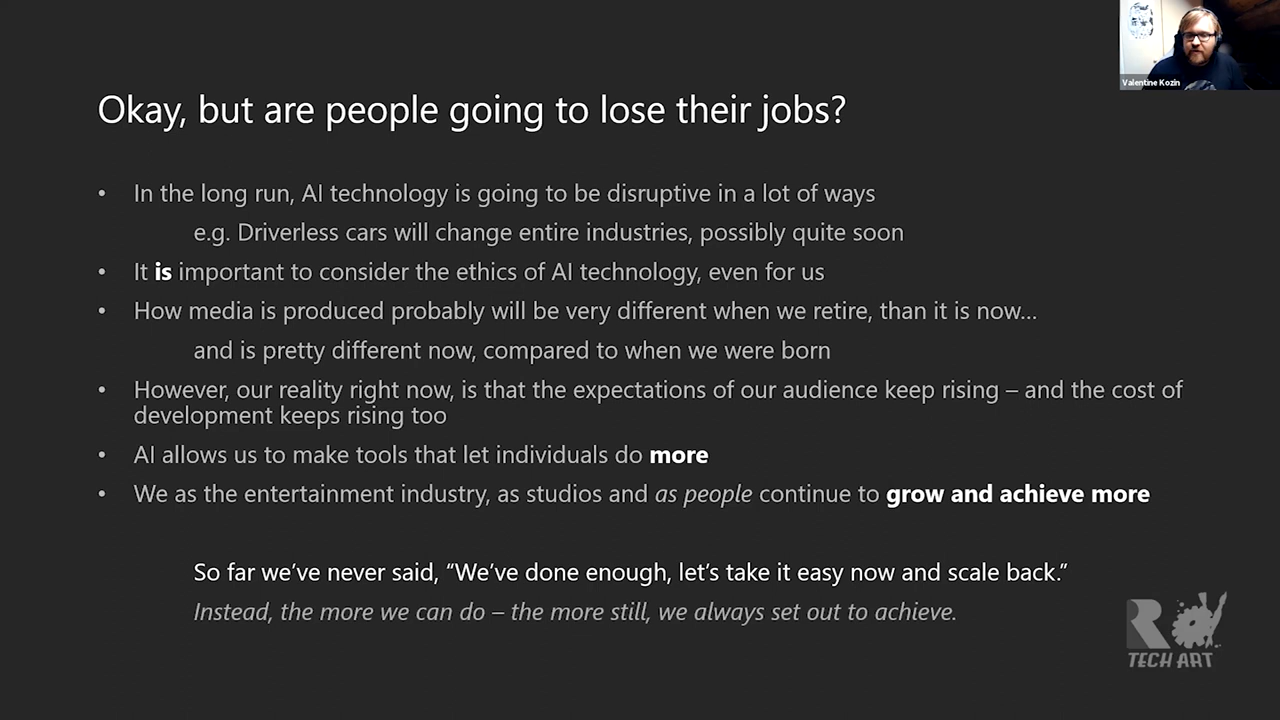 Valentine Kozin
Okay, but are people going to lose their jobs?
• In the long run, AI technology is going to be disruptive in a lot of ways
e.g. Driverless cars will change entire industries, possibly quite soon
• It is important to consider the ethics of AI technology, even for us
• How media is produced probably will be very different when we retire, than it is now...
and is pretty different now, compared to when we were born
• However, our reality right now, is that the expectations of our audience keep rising – and the cost of
development keeps rising too
• AI allows us to make tools that let individuals do more
• We as the entertainment industry, as studios and as people continue to grow and achieve more
So far we've never said, “We've done enough, let's take it easy now and scale back.”
Instead, the more we can do – the more still, we always set out to achieve.
R
TECH ART